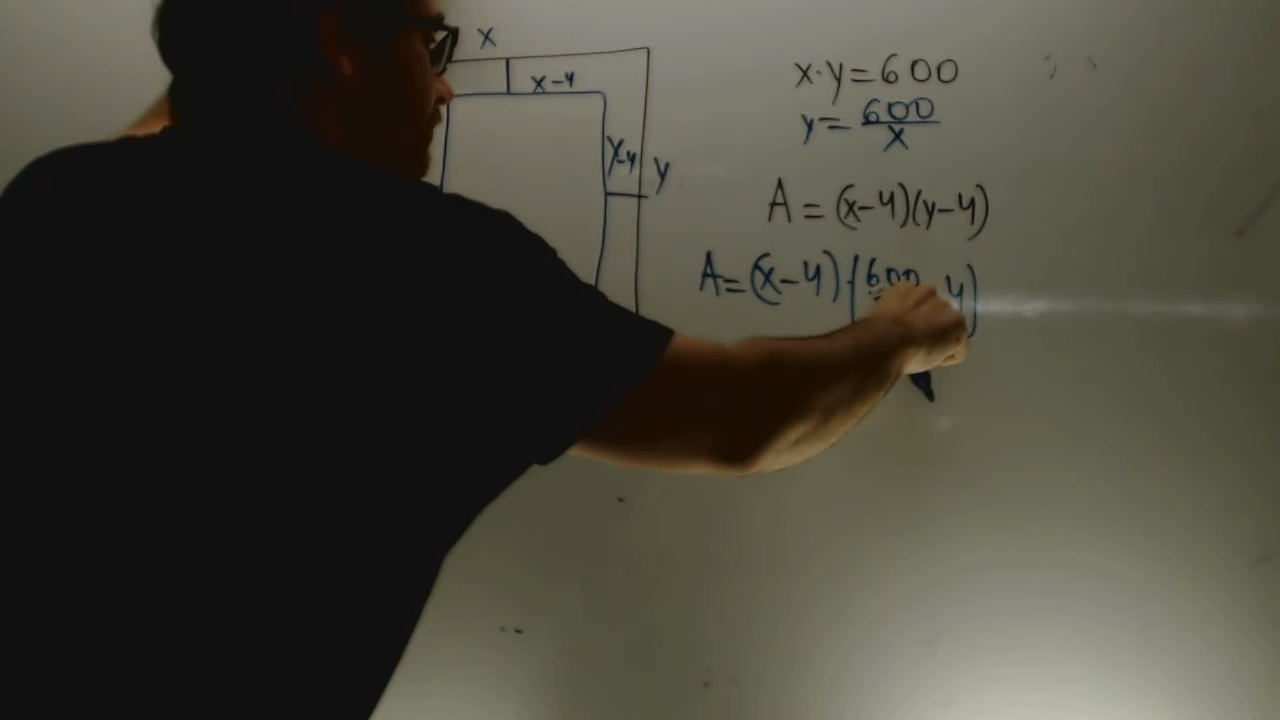 x
x-4
y-4
y
x·y=600
y=600/x
A=(x-4)(y-4)
A=(x-4)·(600 4)